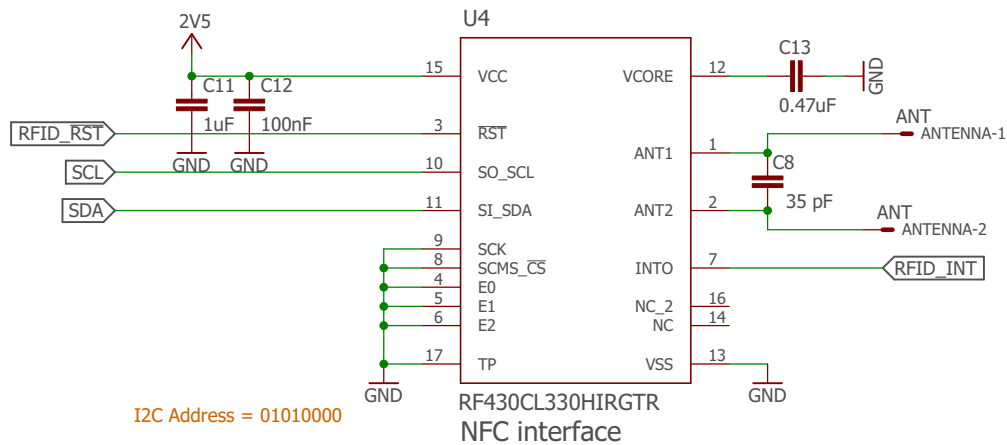 U4
2V5
15 VCC
VCORE 12
C13
0.47uF
GND
C11
1uF
GND
C12
100nF
GND
RFID_RST
3 RST
SCL
10 SO_SCL
SDA
11 SI_SDA
ANT1 1
ANT
ANTENNA-1
C8
35 pF
ANT2 2
ANT
ANTENNA-2
9 SCK
8 SCMS_CS
4 E0
5 E1
6 E2
17 TP
GND
INTO 7
RFID_INT
NC_2 16
NC 14
VSS 13
GND
I2C Address = 01010000
RF430CL330HIRGTR
NFC interface